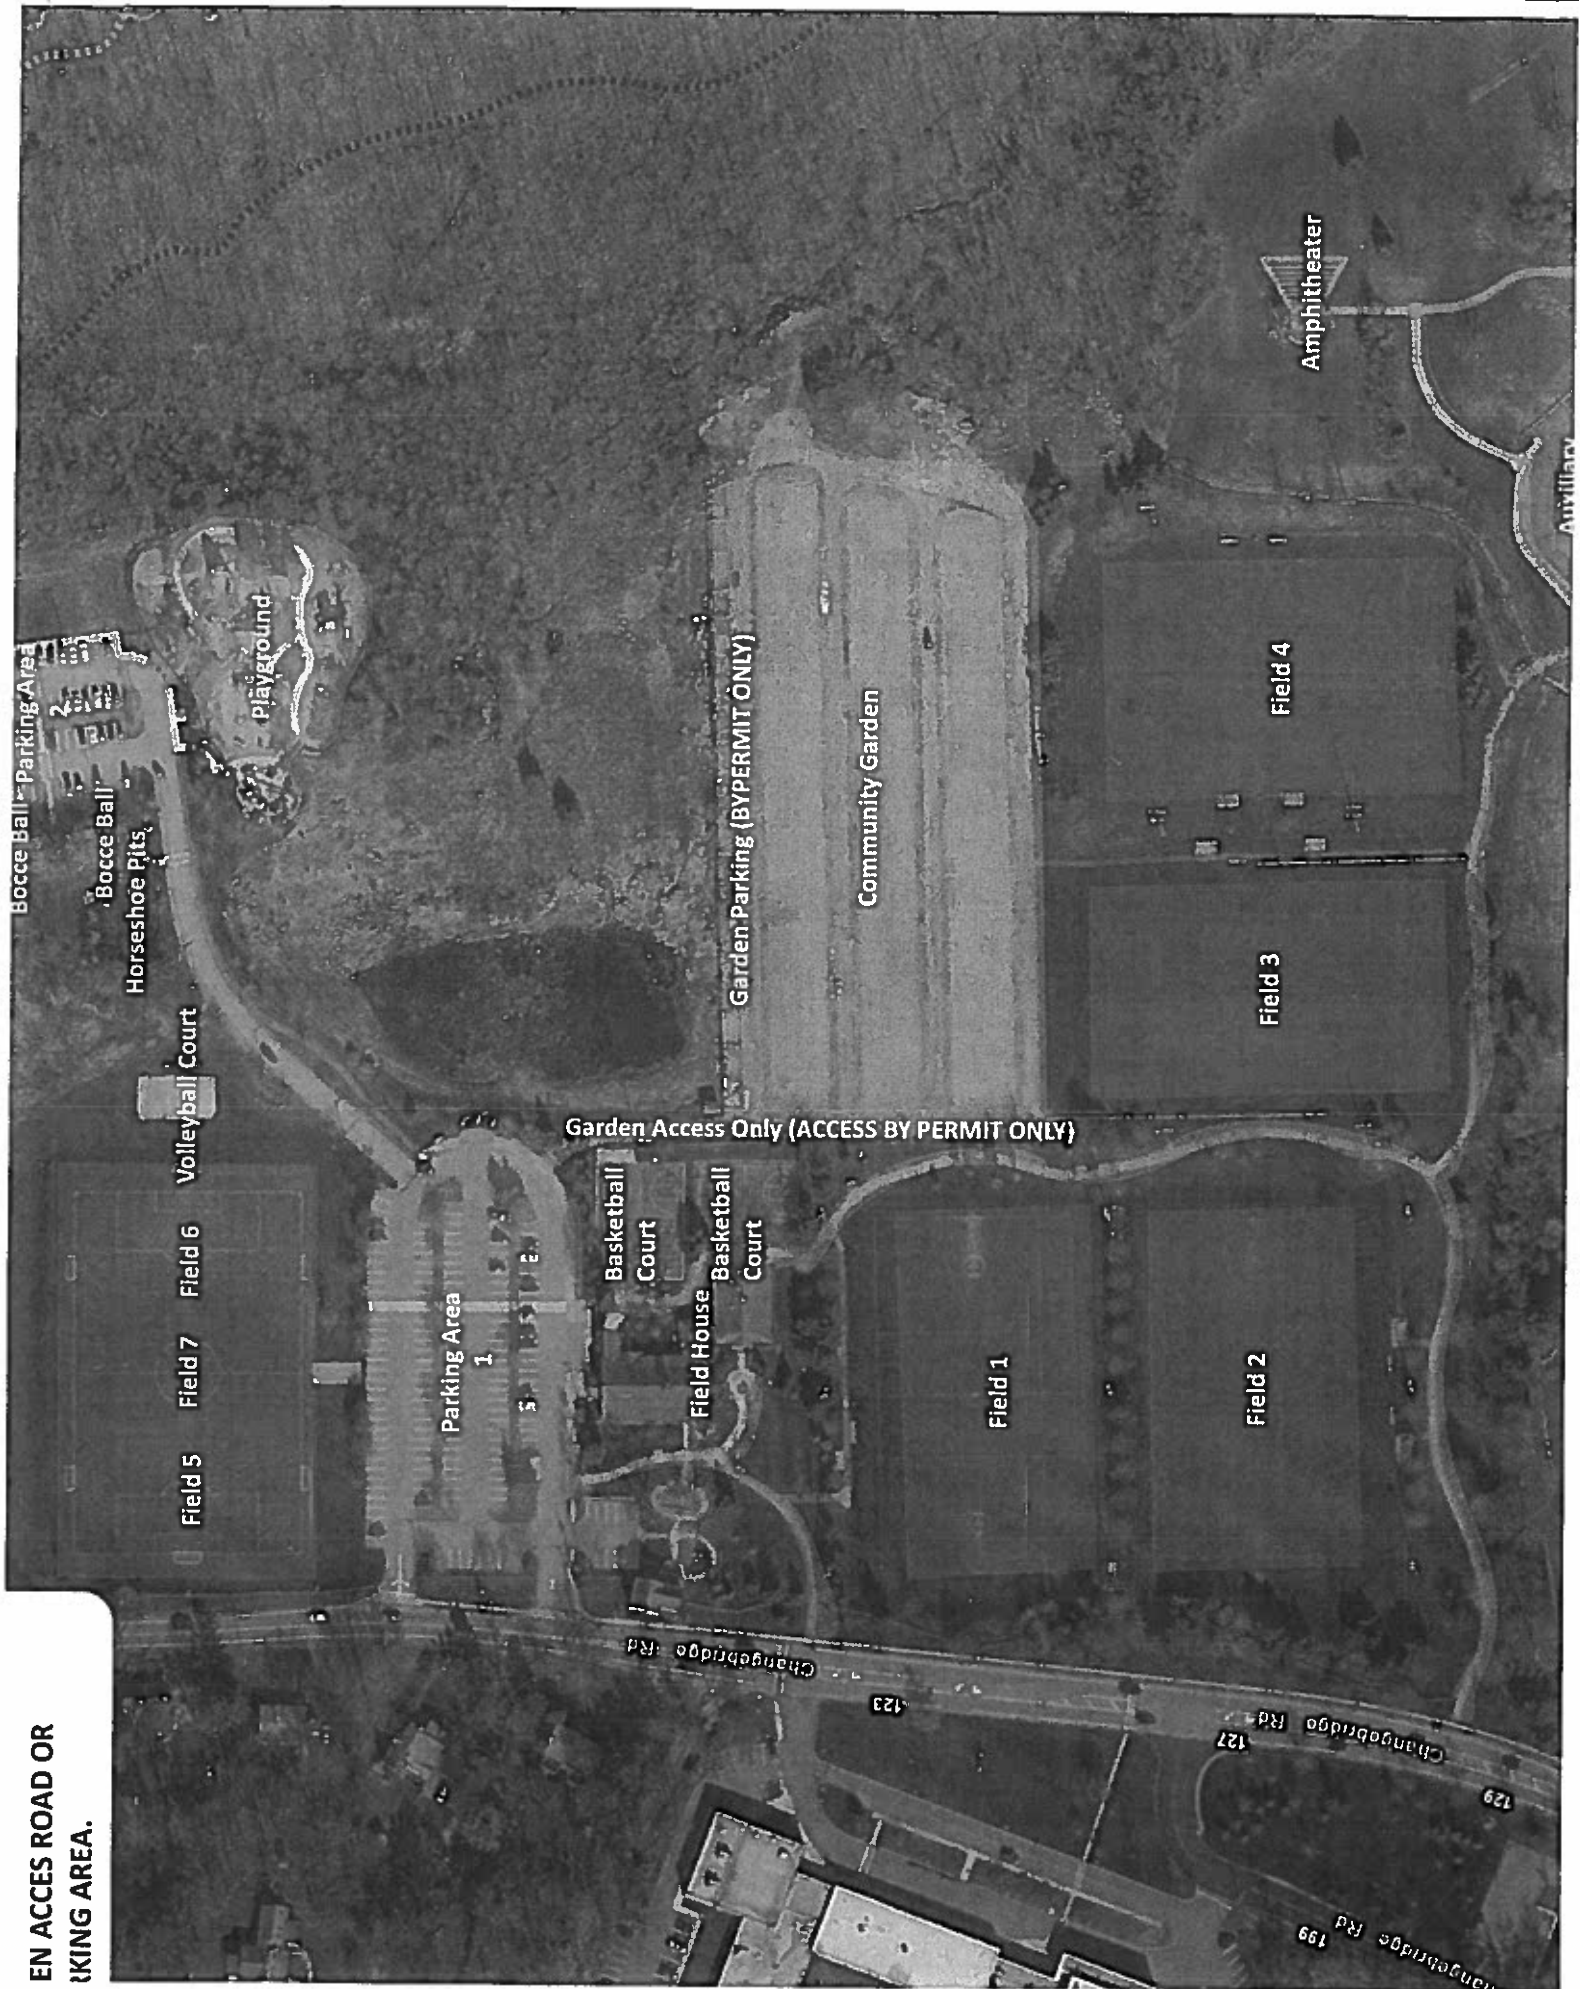 EN ACCES ROAD OR
RKING AREA.
Bocce Ball
Parking Area
2
Bocce Ball
Horseshoe Pits
Playground
Volleyball Court
Field 5
Field 7
Field 6
Parking Area
1
Garden Access Only (ACCESS BY PERMIT ONLY)
Basketball
Court
Basketball
Court
Field House
Garden Parking (BYPERMIT ONLY)
Community Garden
Field 1
Field 2
Field 3
Field 4
Amphitheater
Auxiliary
Changebridge Rd
123
127
Changebridge Rd
129
199
hangebridge Rd